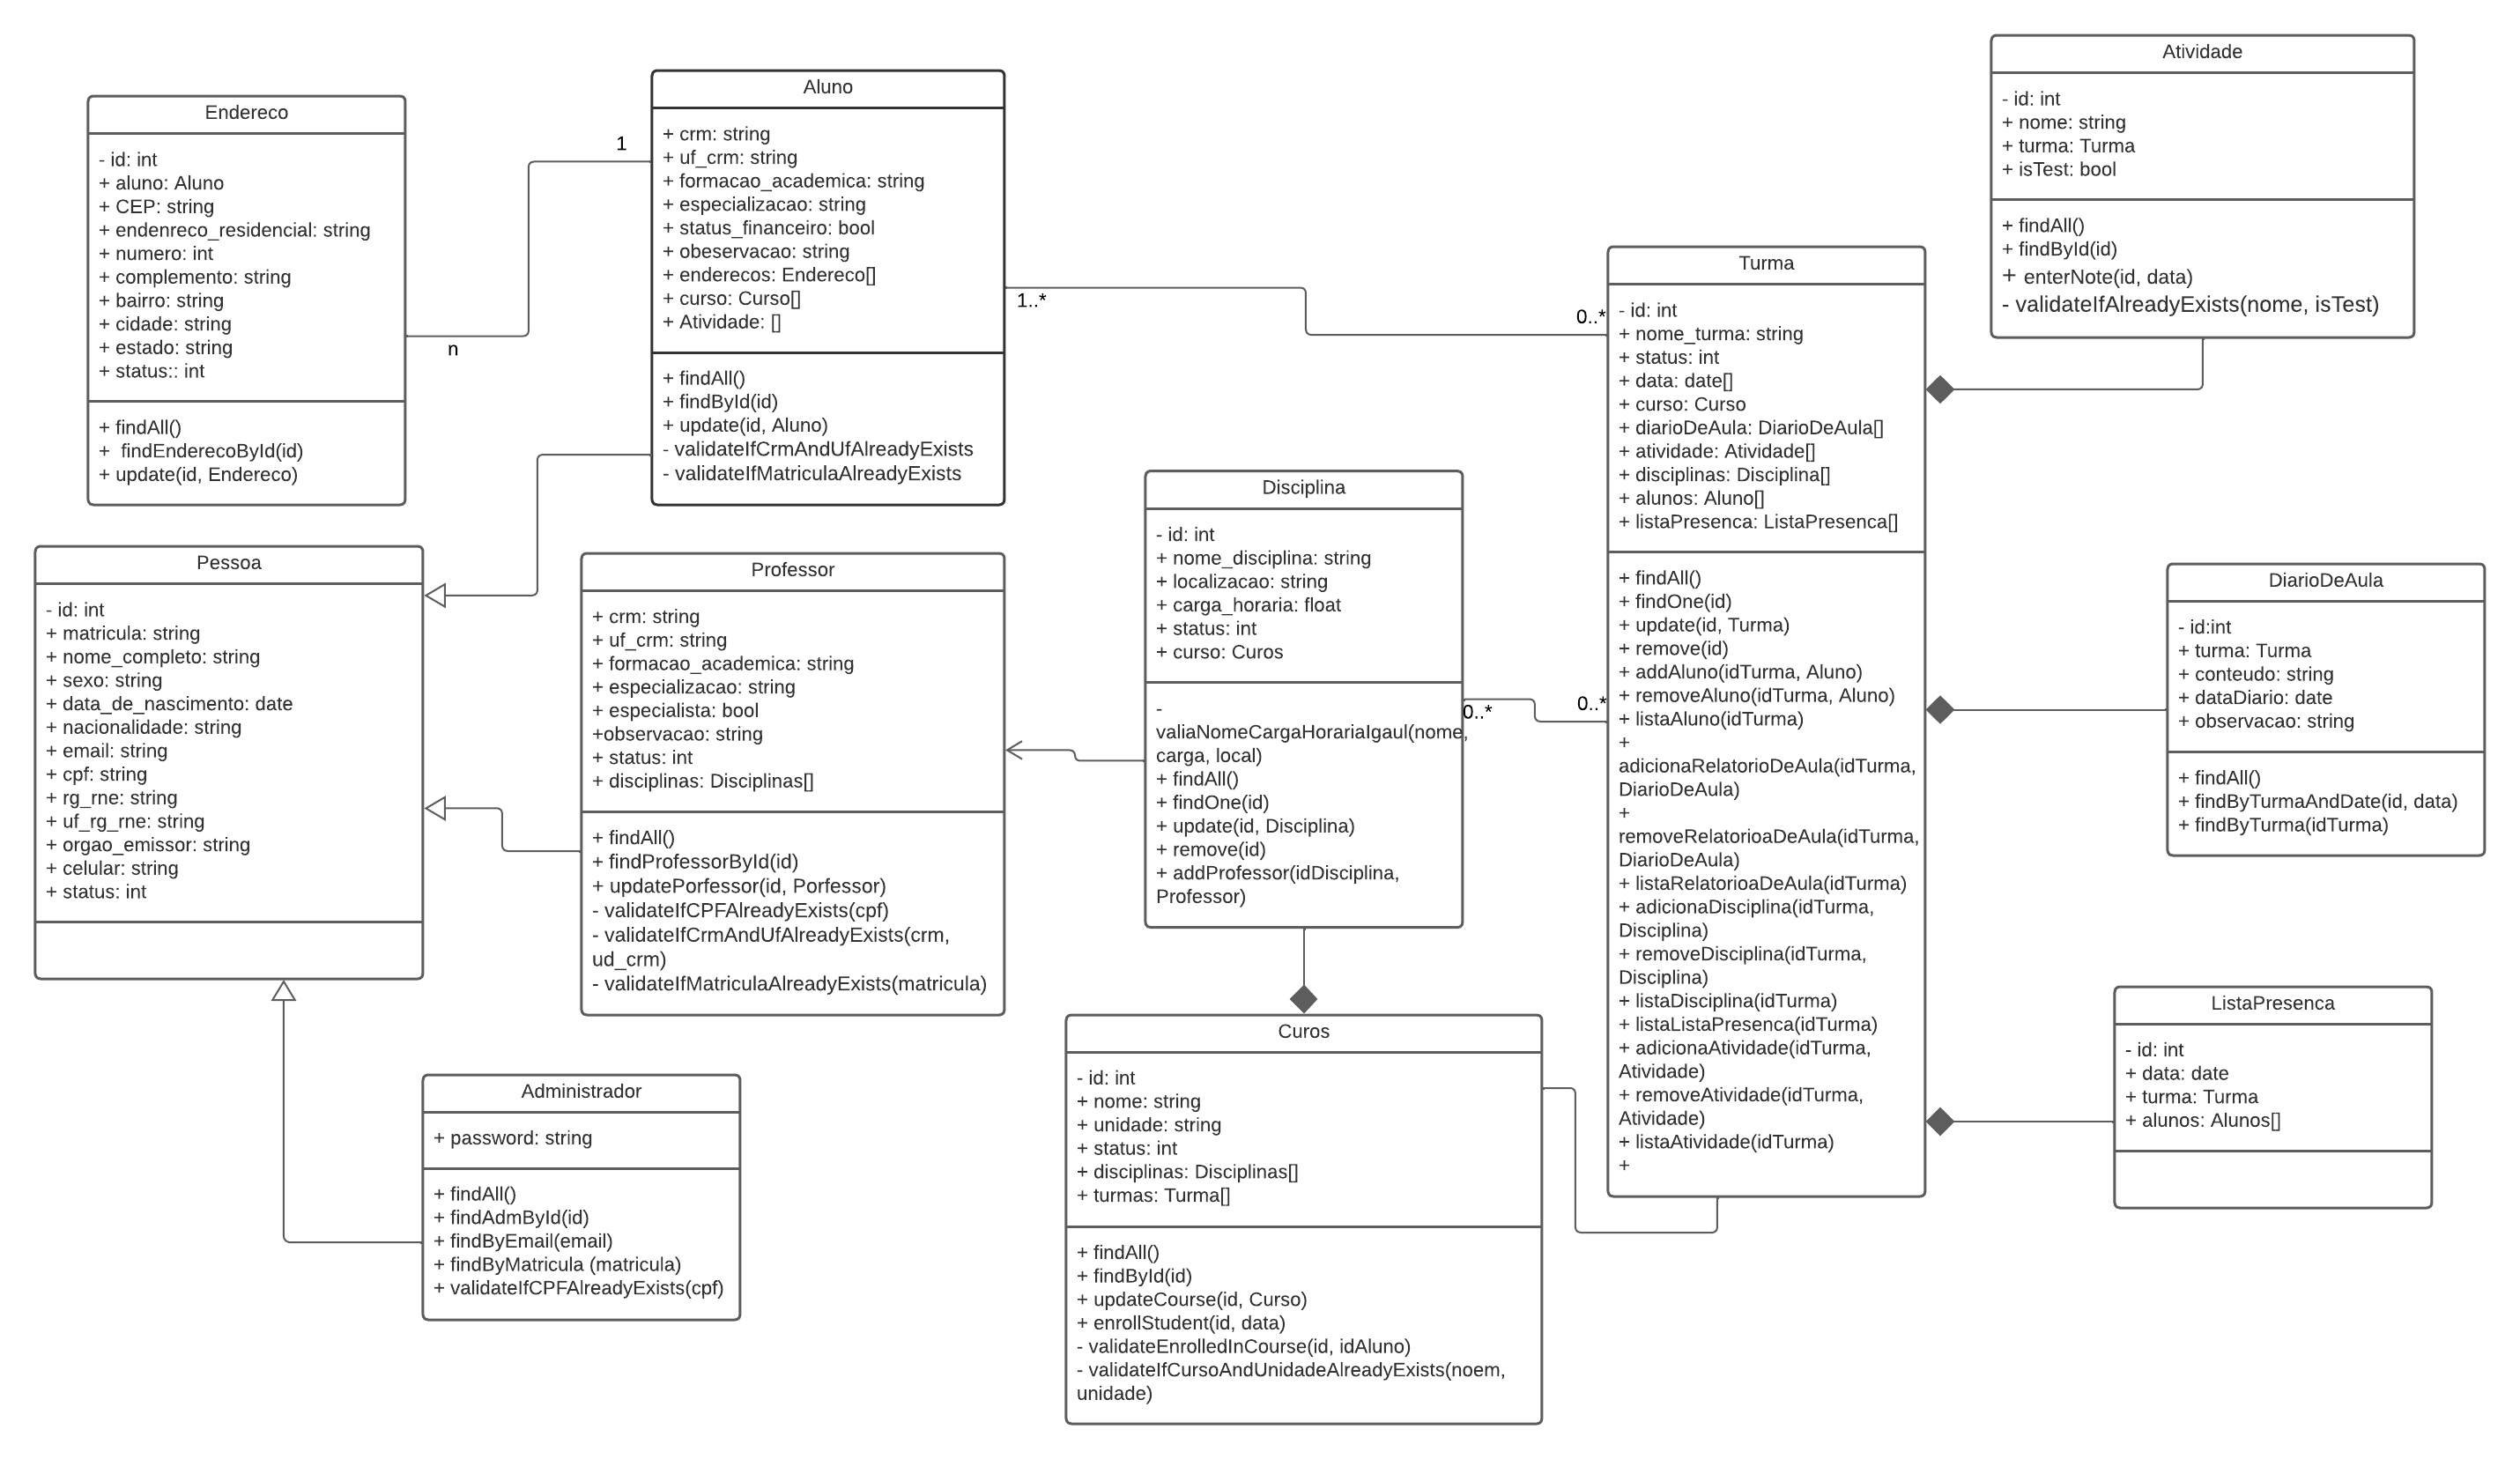 Endereco
- id: int
+ aluno: Aluno
+ CEP: string
+ endenreco_residencial: string
+ numero: int
+ complemento: string
+ bairro: string
+ cidade: string
+ estado: string
+ status:: int
+ findAll()
+  findEnderecoById(id)
+ update(id, Endereco)
n
1
Aluno
+ crm: string
+ uf_crm: string
+ formacao_academica: string
+ especializacao: string
+ status_financeiro: bool
+ obeservacao: string
+ enderecos: Endereco[]
+ curso: Curso[]
+ Atividade: []
+ findAll()
+ findById(id)
+ update(id, Aluno)
- validateIfCrmAndUfAlreadyExists
- validateIfMatriculaAlreadyExists
1..*
0..*
Atividade
- id: int
+ nome: string
+ turma: Turma
+ isTest: bool
+ findAll()
+ findById(id)
+ enterNote(id, data)
- validateIfAlreadyExists(nome, isTest)
Turma
- id: int
+ nome_turma: string
+ status: int
+ data: date[]
+ curso: Curso
+ diarioDeAula: DiarioDeAula[]
+ atividade: Atividade[]
+ disciplinas: Disciplina[]
+ alunos: Aluno[]
+ listaPresenca: ListaPresenca[]
+ findAll()
+ findOne(id)
+ update(id, Turma)
+ remove(id)
+ addAluno(idTurma, Aluno)
+ removeAluno(idTurma, Aluno)
+ listaAluno(idTurma)
+
adicionaRelatorioDeAula(idTurma,
DiarioDeAula)
+
removeRelatorioaDeAula(idTurma,
DiarioDeAula)
+ listaRelatorioaDeAula(idTurma)
+ adicionaDisciplina(idTurma,
Disciplina)
+ removeDisciplina(idTurma,
Disciplina)
+ listaDisciplina(idTurma)
+ listaListaPresenca(idTurma)
+ adicionaAtividade(idTurma,
Atividade)
+ removeAtividade(idTurma,
Atividade)
+ listaAtividade(idTurma)
+
Pessoa
- id: int
+ matricula: string
+ nome_completo: string
+ sexo: string
+ data_de_nascimento: date
+ nacionalidade: string
+ email: string
+ cpf: string
+ rg_rne: string
+ uf_rg_rne: string
+ orgao_emissor: string
+ celular: string
+ status: int
Professor
+ crm: string
+ uf_crm: string
+ formacao_academica: string
+ especializacao: string
+ especialista: bool
+observacao: string
+ status: int
+ disciplinas: Disciplinas[]
+ findAll()
+ findProfessorById(id)
+ updatePorfessor(id, Porfessor)
- validateIfCPFAlreadyExists(cpf)
- validateIfCrmAndUfAlreadyExists(crm,
ud_crm)
- validateIfMatriculaAlreadyExists(matricula)
Disciplina
- id: int
+ nome_disciplina: string
+ localizacao: string
+ carga_horaria: float
+ status: int
+ curso: Curos
-
valiaNomeCargaHorariaIgaul(nome,
carga, local)
+ findAll()
+ findOne(id)
+ update(id, Disciplina)
+ remove(id)
+ addProfessor(idDisciplina,
Professor)
0..*
0..*
DiarioDeAula
- id:int
+ turma: Turma
+ conteudo: string
+ dataDiario: date
+ observacao: string
+ findAll()
+ findByTurmaAndDate(id, data)
+ findByTurma(idTurma)
ListaPresenca
- id: int
+ data: date
+ turma: Turma
+ alunos: Alunos[]
Administrador
+ password: string
+ findAll()
+ findAdmById(id)
+ findByEmail(email)
+ findByMatricula (matricula)
+ validateIfCPFAlreadyExists(cpf)
Curos
- id: int
+ nome: string
+ unidade: string
+ status: int
+ disciplinas: Disciplinas[]
+ turmas: Turma[]
+ findAll()
+ findById(id)
+ updateCourse(id, Curso)
+ enrollStudent(id, data)
- validateEnrolledInCourse(id, idAluno)
- validateIfCursoAndUnidadeAlreadyExists(noem,
unidade)